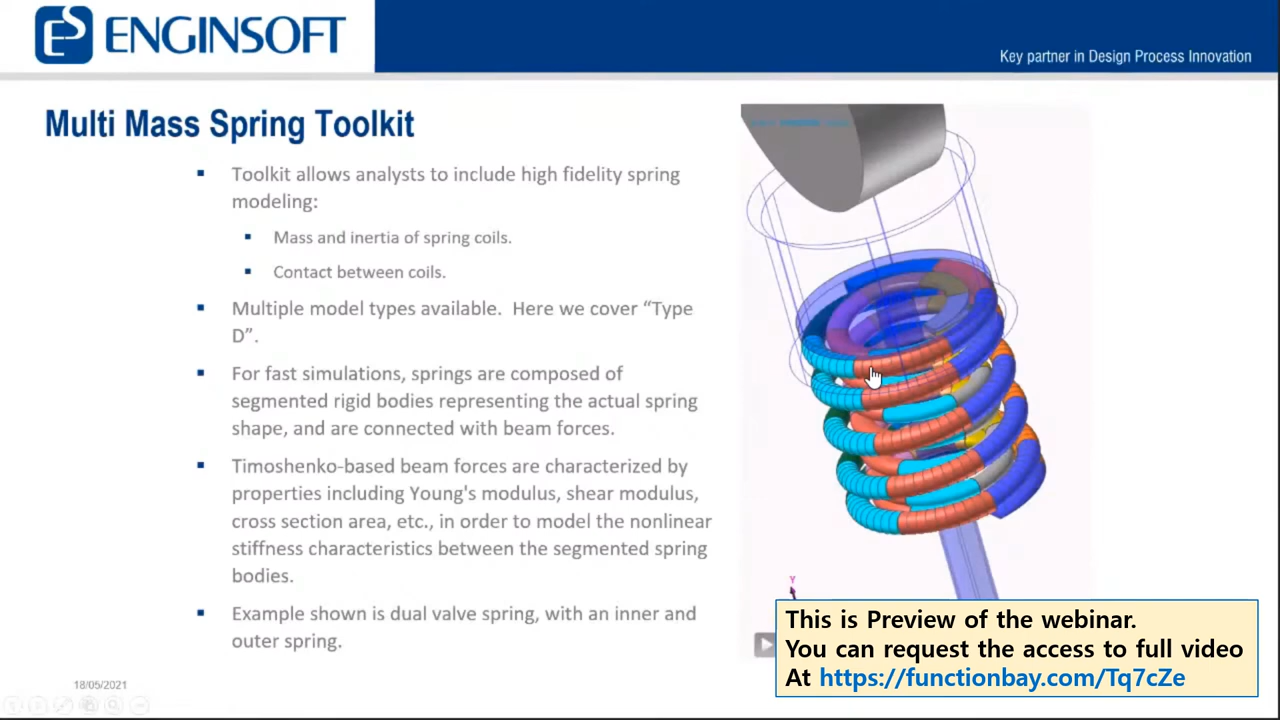 ENGINSOFT
Key partner in Design Process Innovation
Multi Mass Spring Toolkit
Toolkit allows analysts to include high fidelity spring
modeling:
Mass and inertia of spring coils.
Contact between coils.
Multiple model types available. Here we cover “Type
D”.
For fast simulations, springs are composed of
segmented rigid bodies representing the actual spring
shape, and are connected with beam forces.
Timoshenko-based beam forces are characterized by
properties including Young's modulus, shear modulus,
cross section area, etc., in order to model the nonlinear
stiffness characteristics between the segmented spring
bodies.
Example shown is dual valve spring, with an inner and
outer spring.
Y
This is Preview of the webinar.
You can request the access to full video
At https://functionbay.com/Tq7cZe
18/05/2021